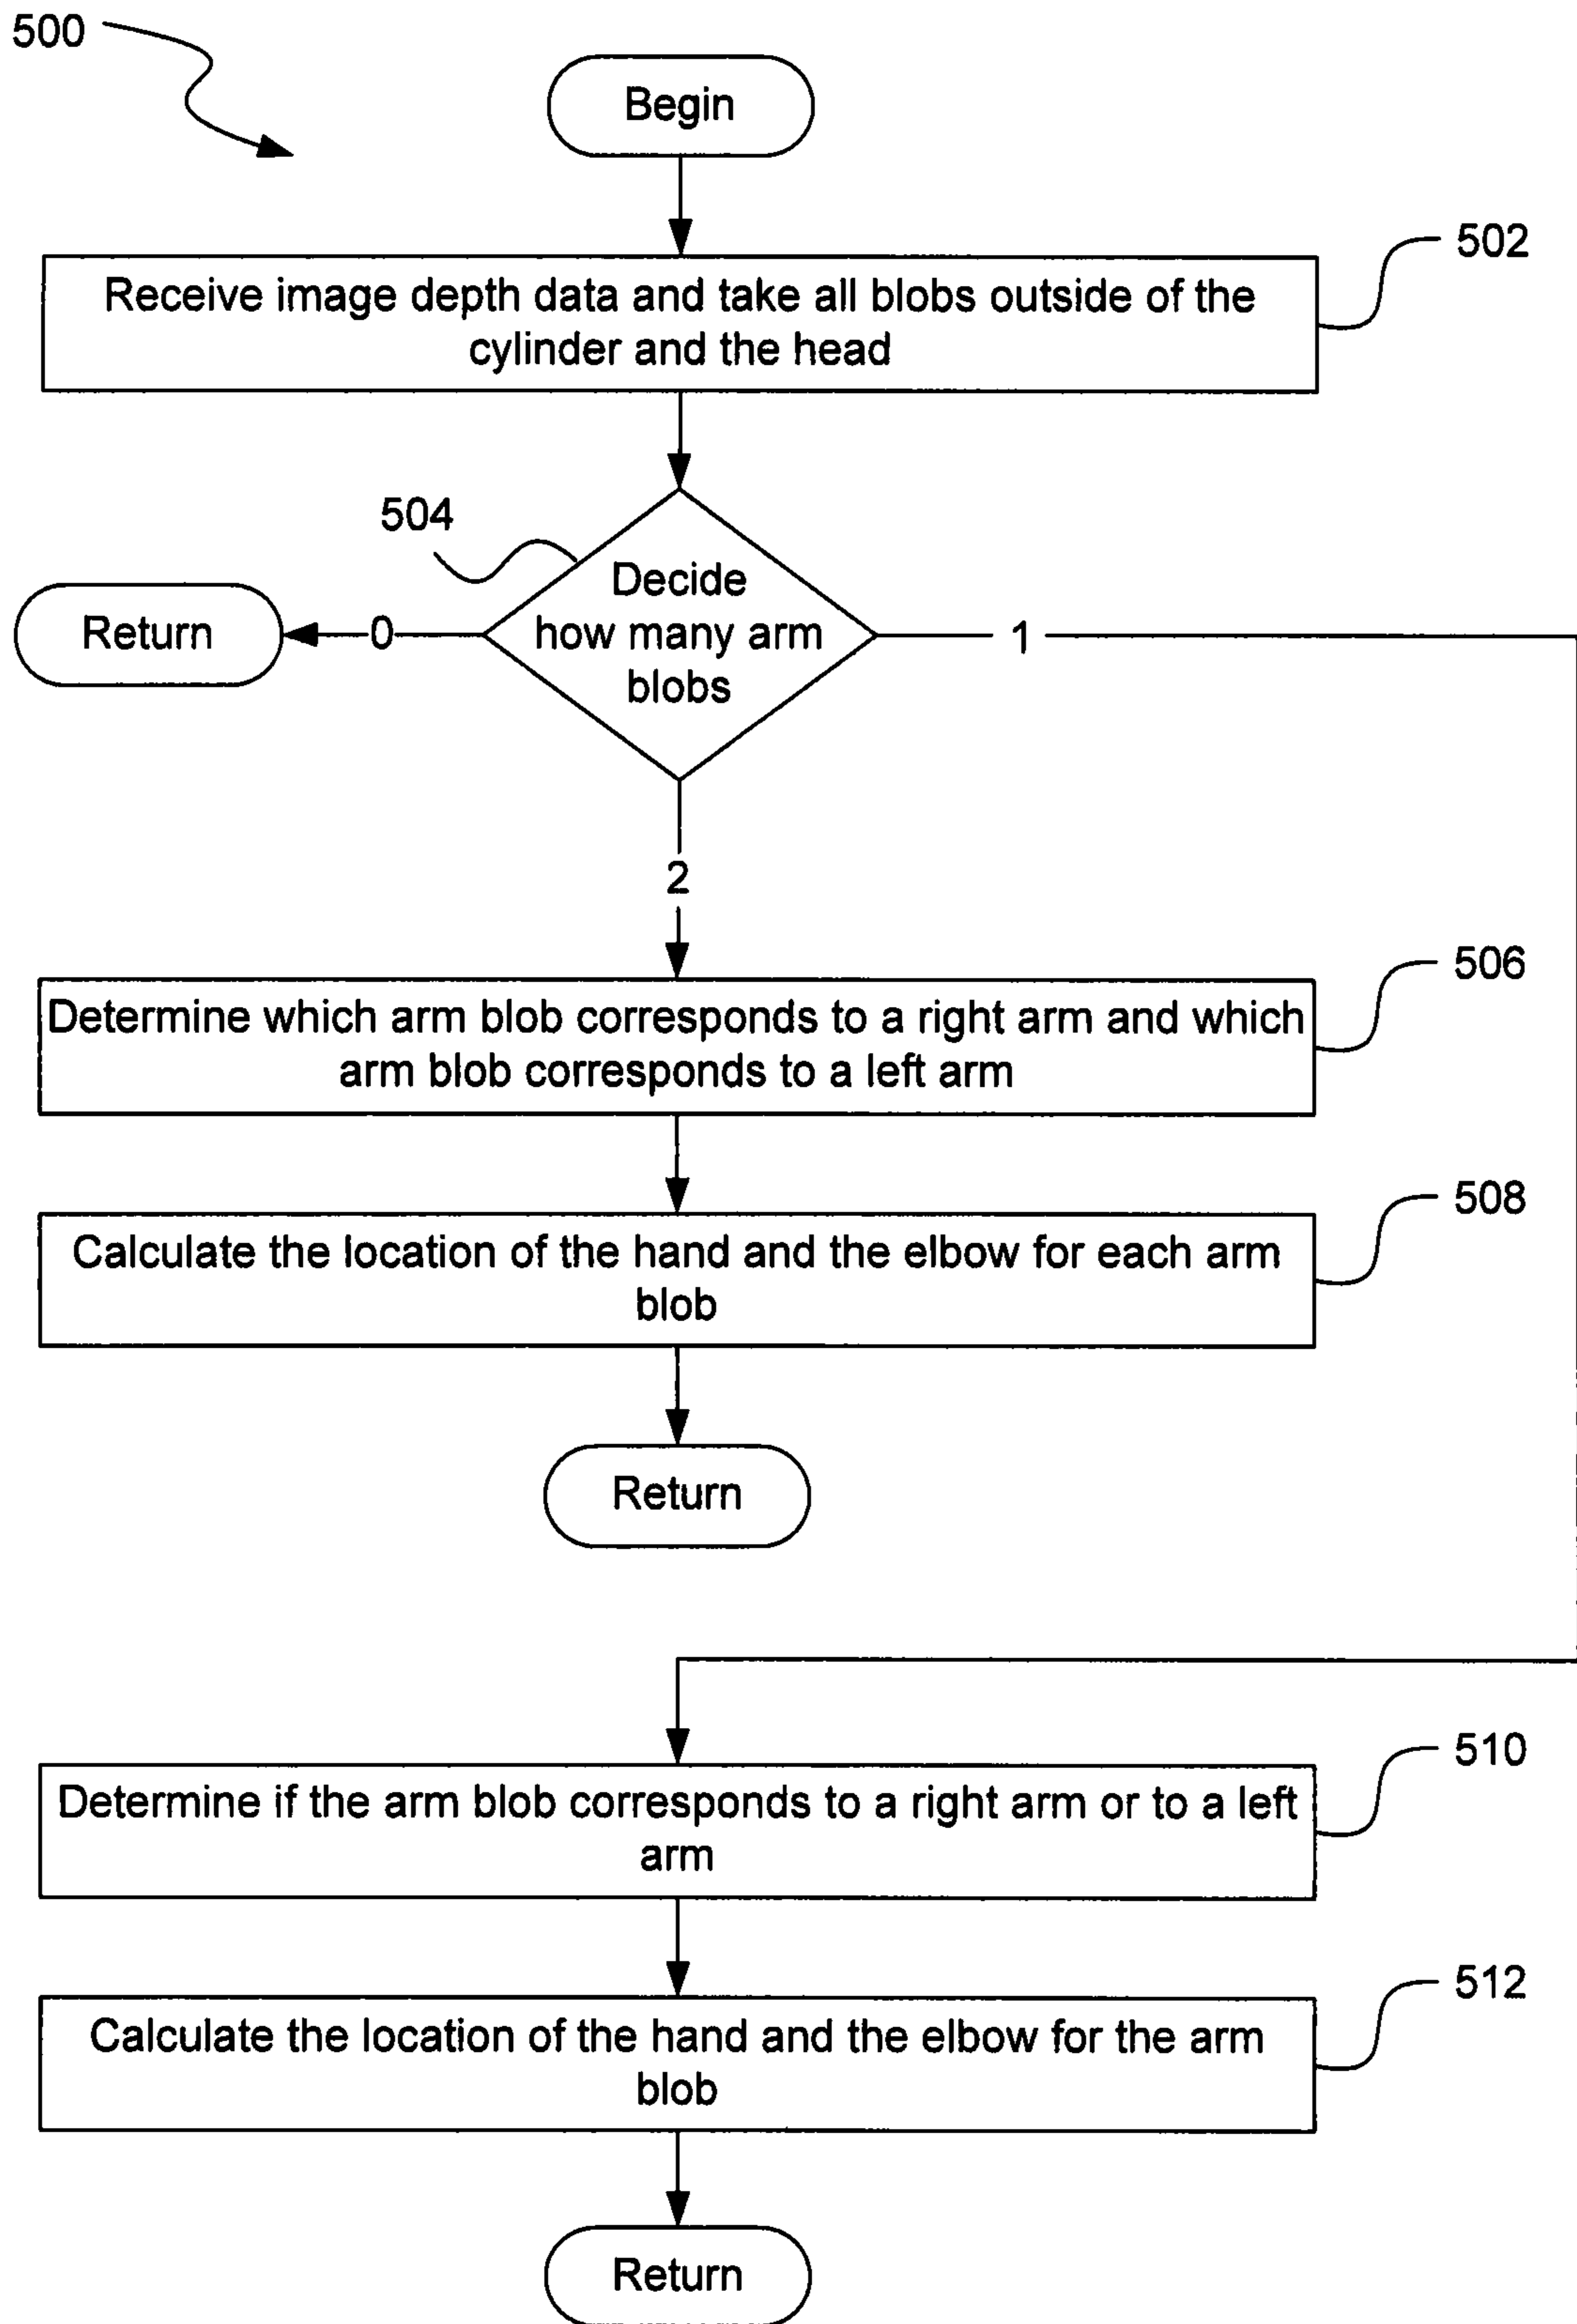 500
Begin
502
Receive image depth data and take all blobs outside of the
cylinder and the head
504
Decide
how many arm
blobs
Return
0
1
2
506
Determine which arm blob corresponds to a right arm and which
arm blob corresponds to a left arm
508
Calculate the location of the hand and the elbow for each arm
blob
Return
510
Determine if the arm blob corresponds to a right arm or to a left
arm
512
Calculate the location of the hand and the elbow for the arm
blob
Return